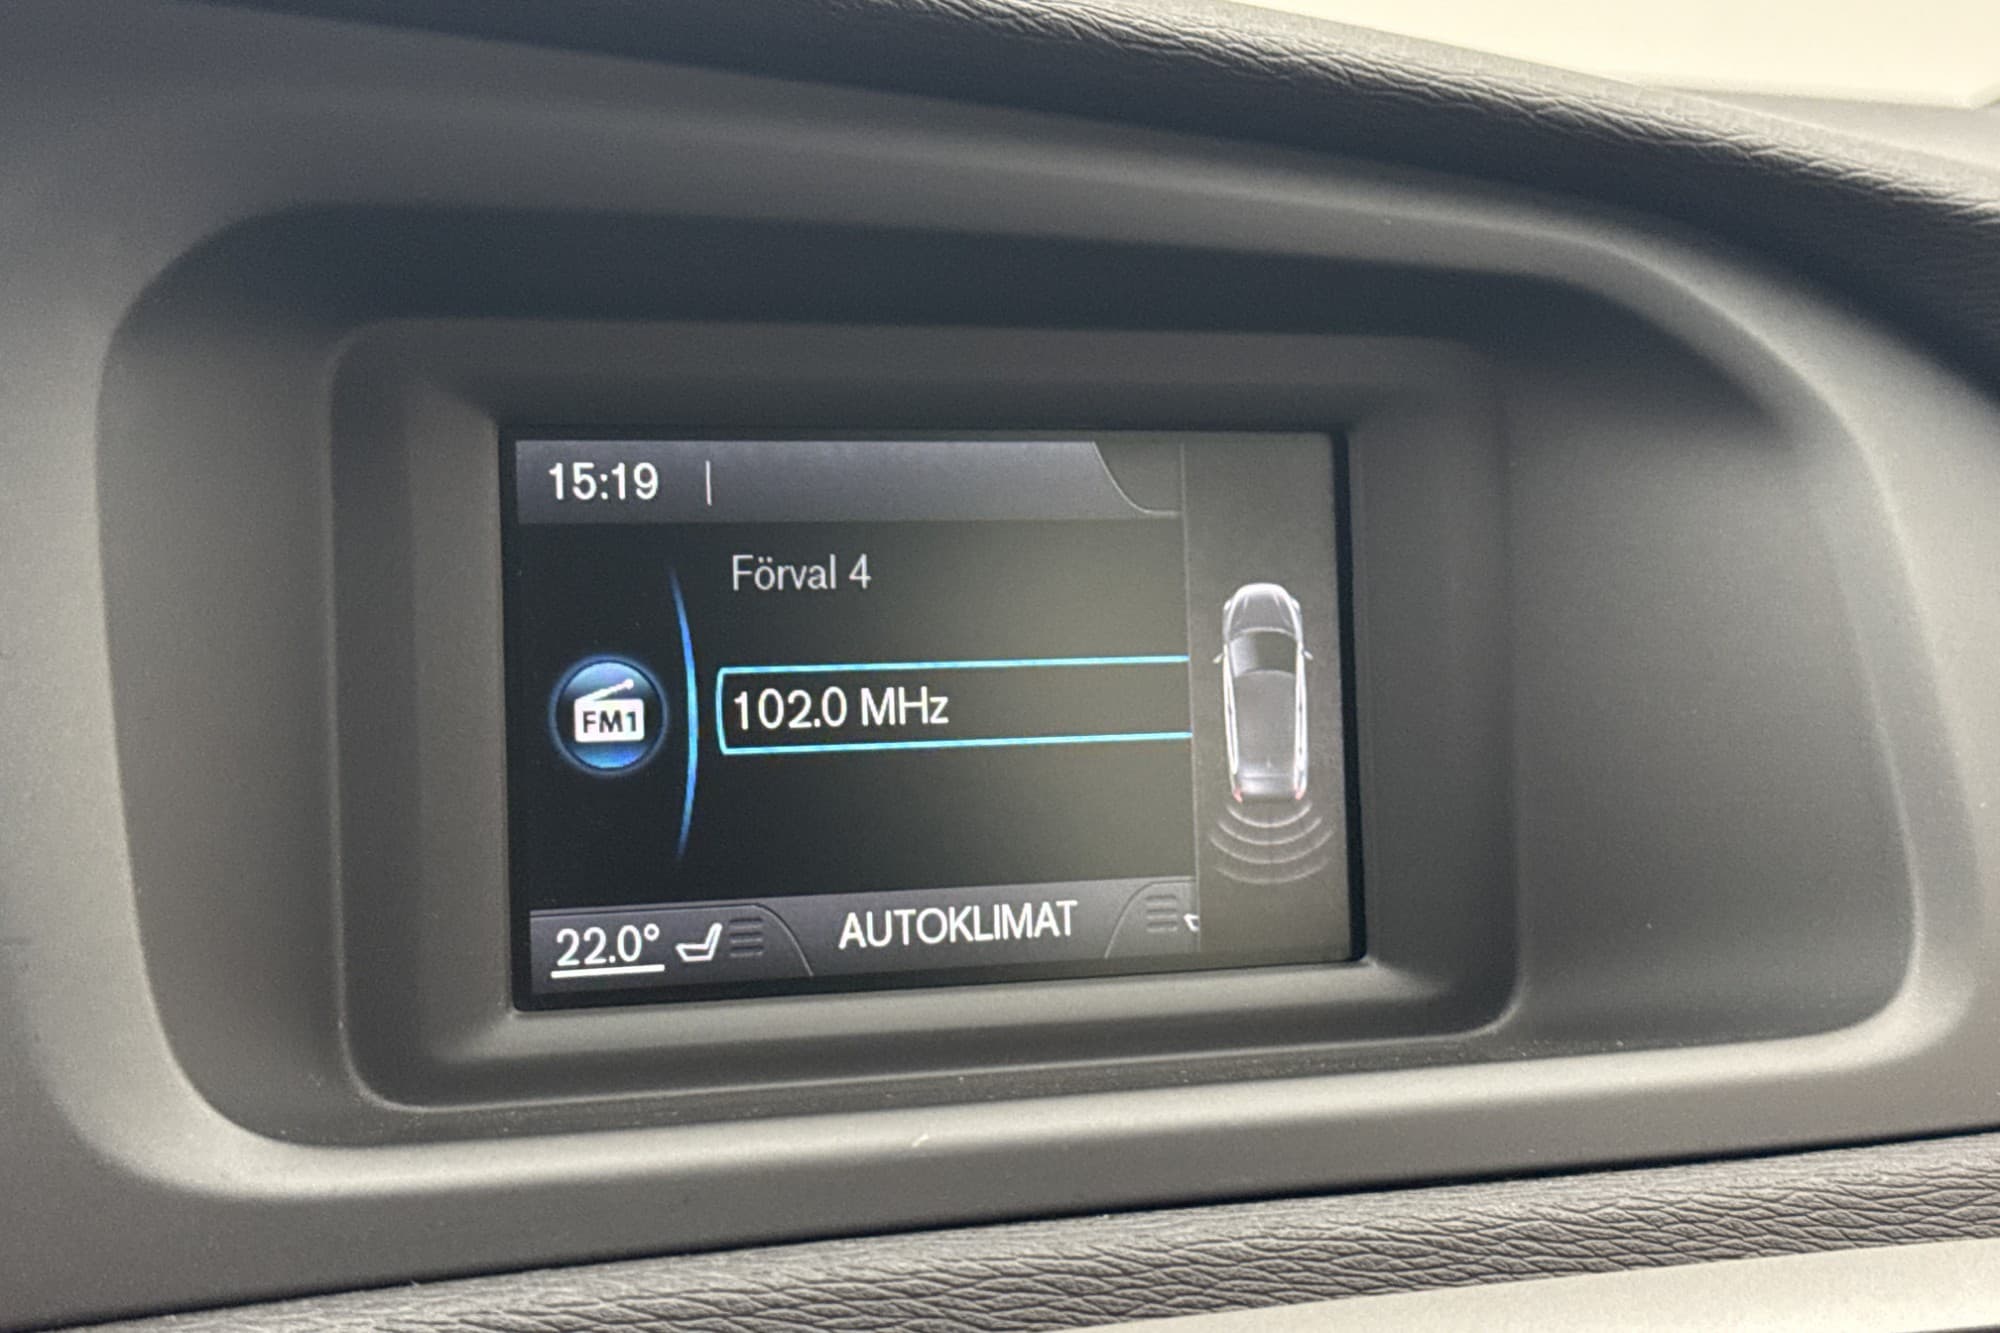 15:19
Förval 4
FM1
102.0 MHz
22.0° AUTOKLIMAT